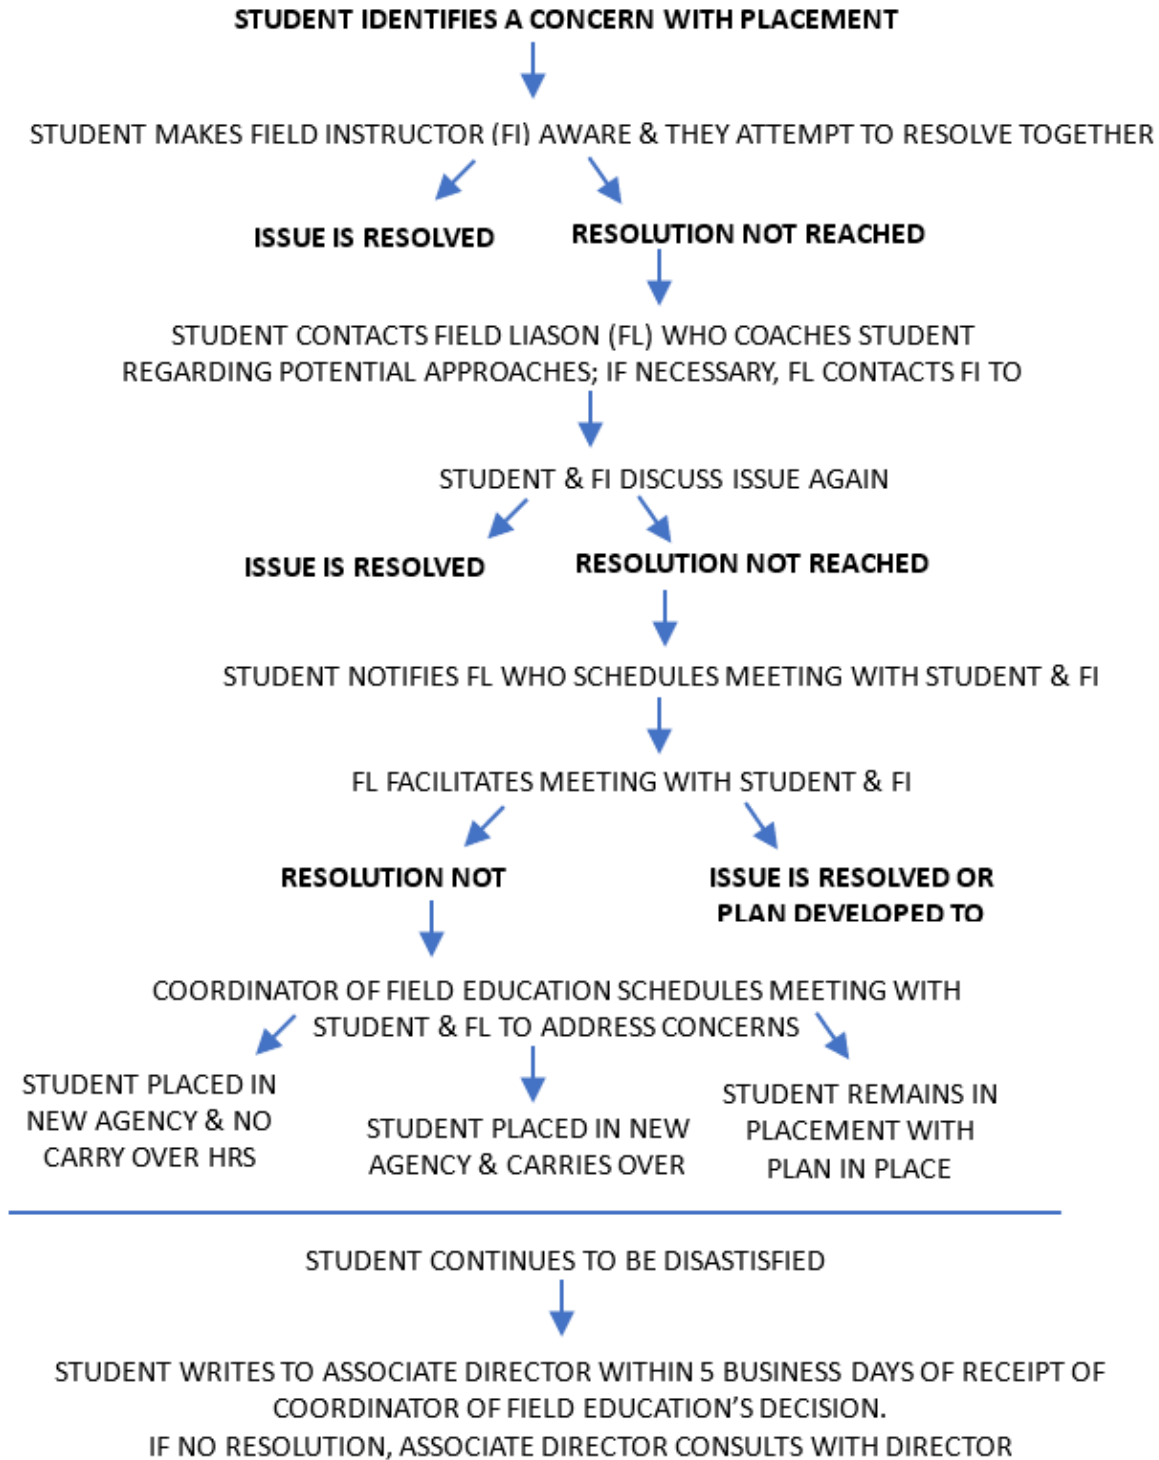 STUDENT IDENTIFIES A CONCERN WITH PLACEMENT
STUDENT MAKES FIELD INSTRUCTOR (FI) AWARE & THEY ATTEMPT TO RESOLVE TOGETHER
ISSUE IS RESOLVED
RESOLUTION NOT REACHED
STUDENT CONTACTS FIELD LIASON (FL) WHO COACHES STUDENT
REGARDING POTENTIAL APPROACHES; IF NECESSARY, FL CONTACTS FI TO
STUDENT & FI DISCUSS ISSUE AGAIN
ISSUE IS RESOLVED
RESOLUTION NOT REACHED
STUDENT NOTIFIES FL WHO SCHEDULES MEETING WITH STUDENT & FI
FL FACILITATES MEETING WITH STUDENT & FI
RESOLUTION NOT
ISSUE IS RESOLVED OR
PLAN DEVELOPED TO
COORDINATOR OF FIELD EDUCATION SCHEDULES MEETING WITH
STUDENT & FL TO ADDRESS CONCERNS
STUDENT PLACED IN
NEW AGENCY & NO
CARRY OVER HRS
STUDENT PLACED IN NEW
AGENCY & CARRIES OVER
STUDENT REMAINS IN
PLACEMENT WITH
PLAN IN PLACE
STUDENT CONTINUES TO BE DISASTISFIED
STUDENT WRITES TO ASSOCIATE DIRECTOR WITHIN 5 BUSINESS DAYS OF RECEIPT OF
COORDINATOR OF FIELD EDUCATION’S DECISION.
IF NO RESOLUTION, ASSOCIATE DIRECTOR CONSULTS WITH DIRECTOR